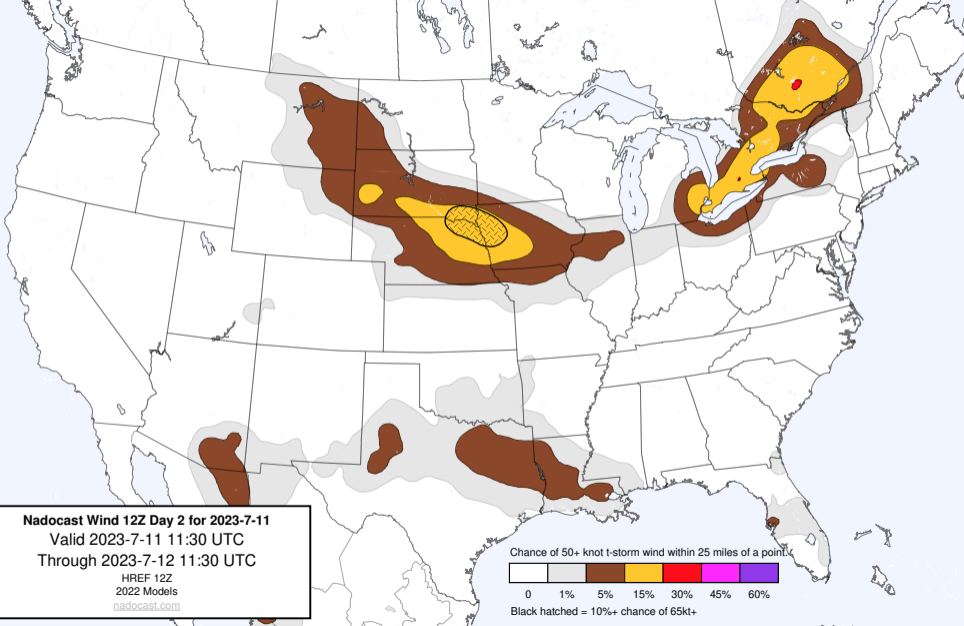 Nadocast Wind 12Z Day 2 for 2023-7-11
Valid 2023-7-11 11:30 UTC
Through 2023-7-12 11:30 UTC
HREF 12Z
2022 Models
nadocast.com
Chance of 50+ knot t-storm wind within 25 miles of a point.
0 1% 5% 15% 30% 45% 60%
Black hatched = 10%+ chance of 65kt+